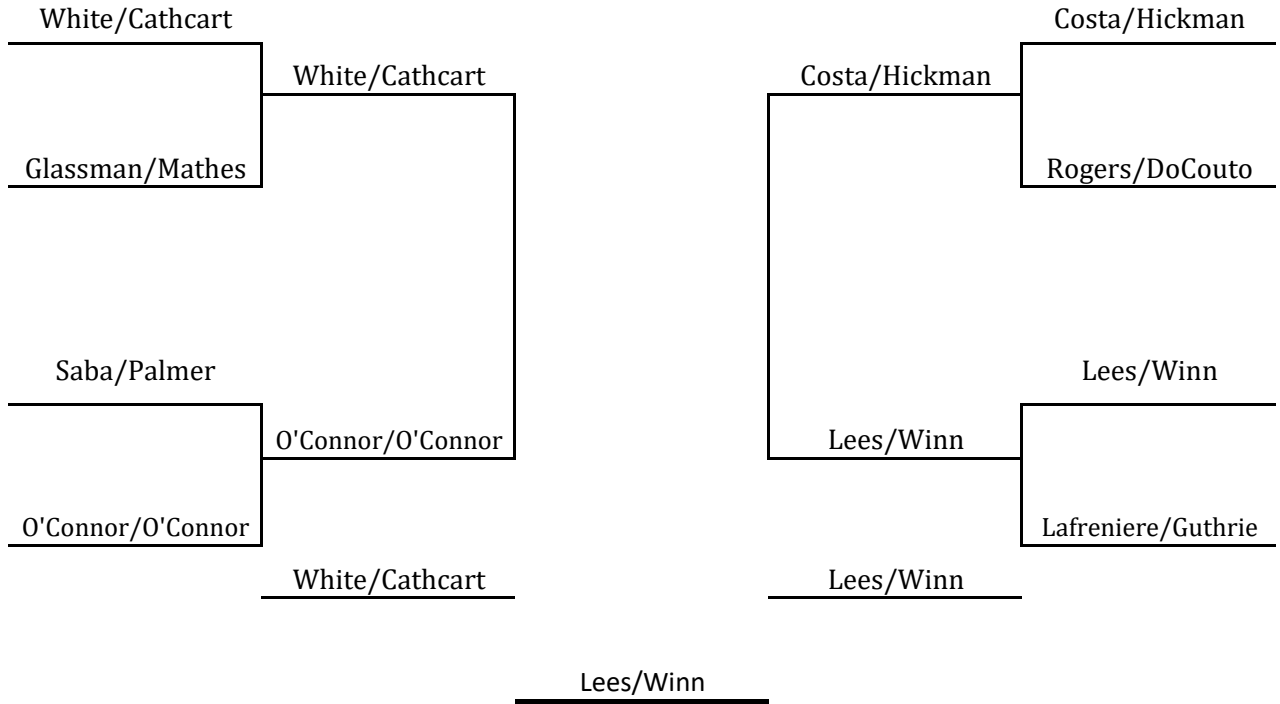 White/Cathcart
Costa/Hickman
White/Cathcart
Costa/Hickman
Glassman/Mathes
Rogers/DoCouto
Saba/Palmer
Lees/Winn
O'Connor/O'Connor
Lees/Winn
O'Connor/O'Connor
Lafreniere/Guthrie
White/Cathcart
Lees/Winn
Lees/Winn